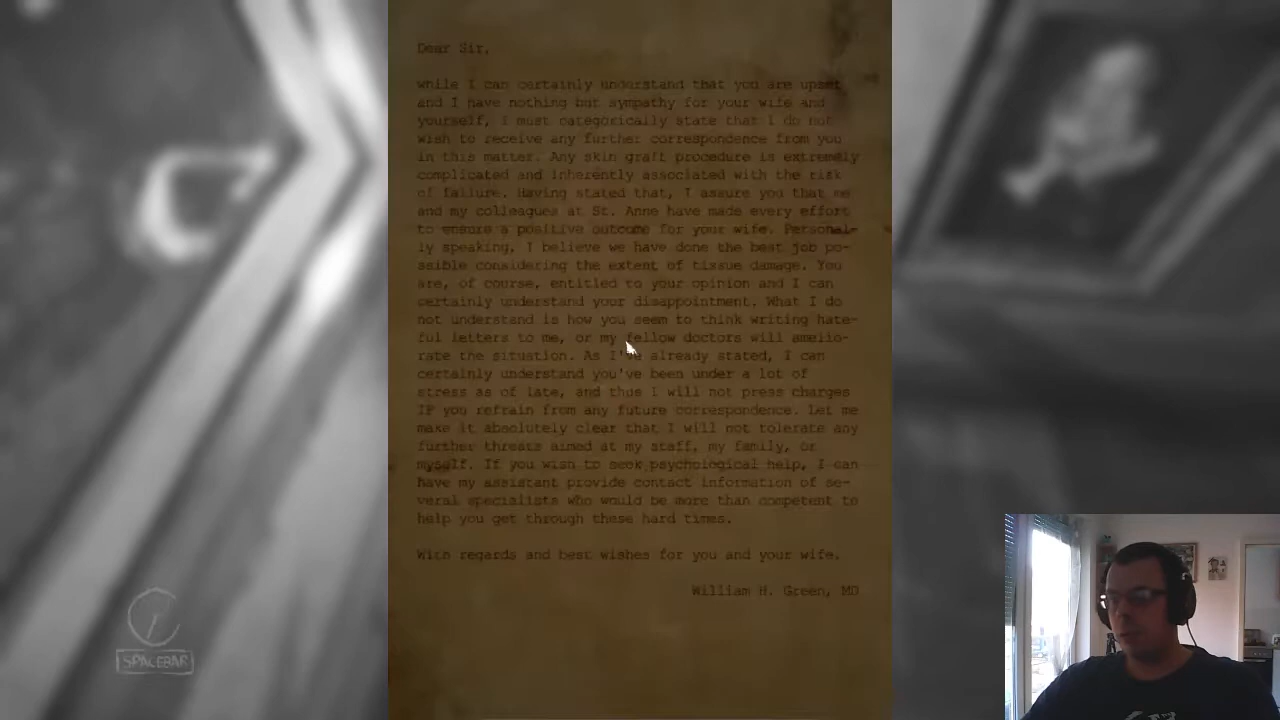 Dear Sir,
while I can certainly understand that you are upset
and I have nothing but sympathy for your wife and
yourself, I must categorically state that I do not
wish to receive any further correspondence from you
in this matter. Any skin graft procedure is extremely
complicated and inherently associated with the risk
of failure. Having stated that, I assure you that me
and my colleagues at St. Anne have made every effort
to ensure a positive outcome for your wife. Personal-
ly speaking, I believe we have done the best job po-
ssible considering the extent of tissue damage. You
are, of course, entitled to your opinion and I can
certainly understand your disappointment. What I do
not understand is how you seem to think writing hate-
ful letters to me, or my fellow doctors will amelio-
rate the situation. As I've already stated, I can
certainly understand you've been under a lot of
stress as of late, and thus I will not press charges
IF you refrain from any future correspondence. Let me
make it absolutely clear that I will not tolerate any
further threats aimed at my staff, my family, or
myself. If you wish to seek psychological help, I can
have my assistant provide contact information of se-
veral specialists who would be more than competent to
help you get through these hard times.
With regards and best wishes for you and your wife.
William H. Green, MD
SPACEBAR